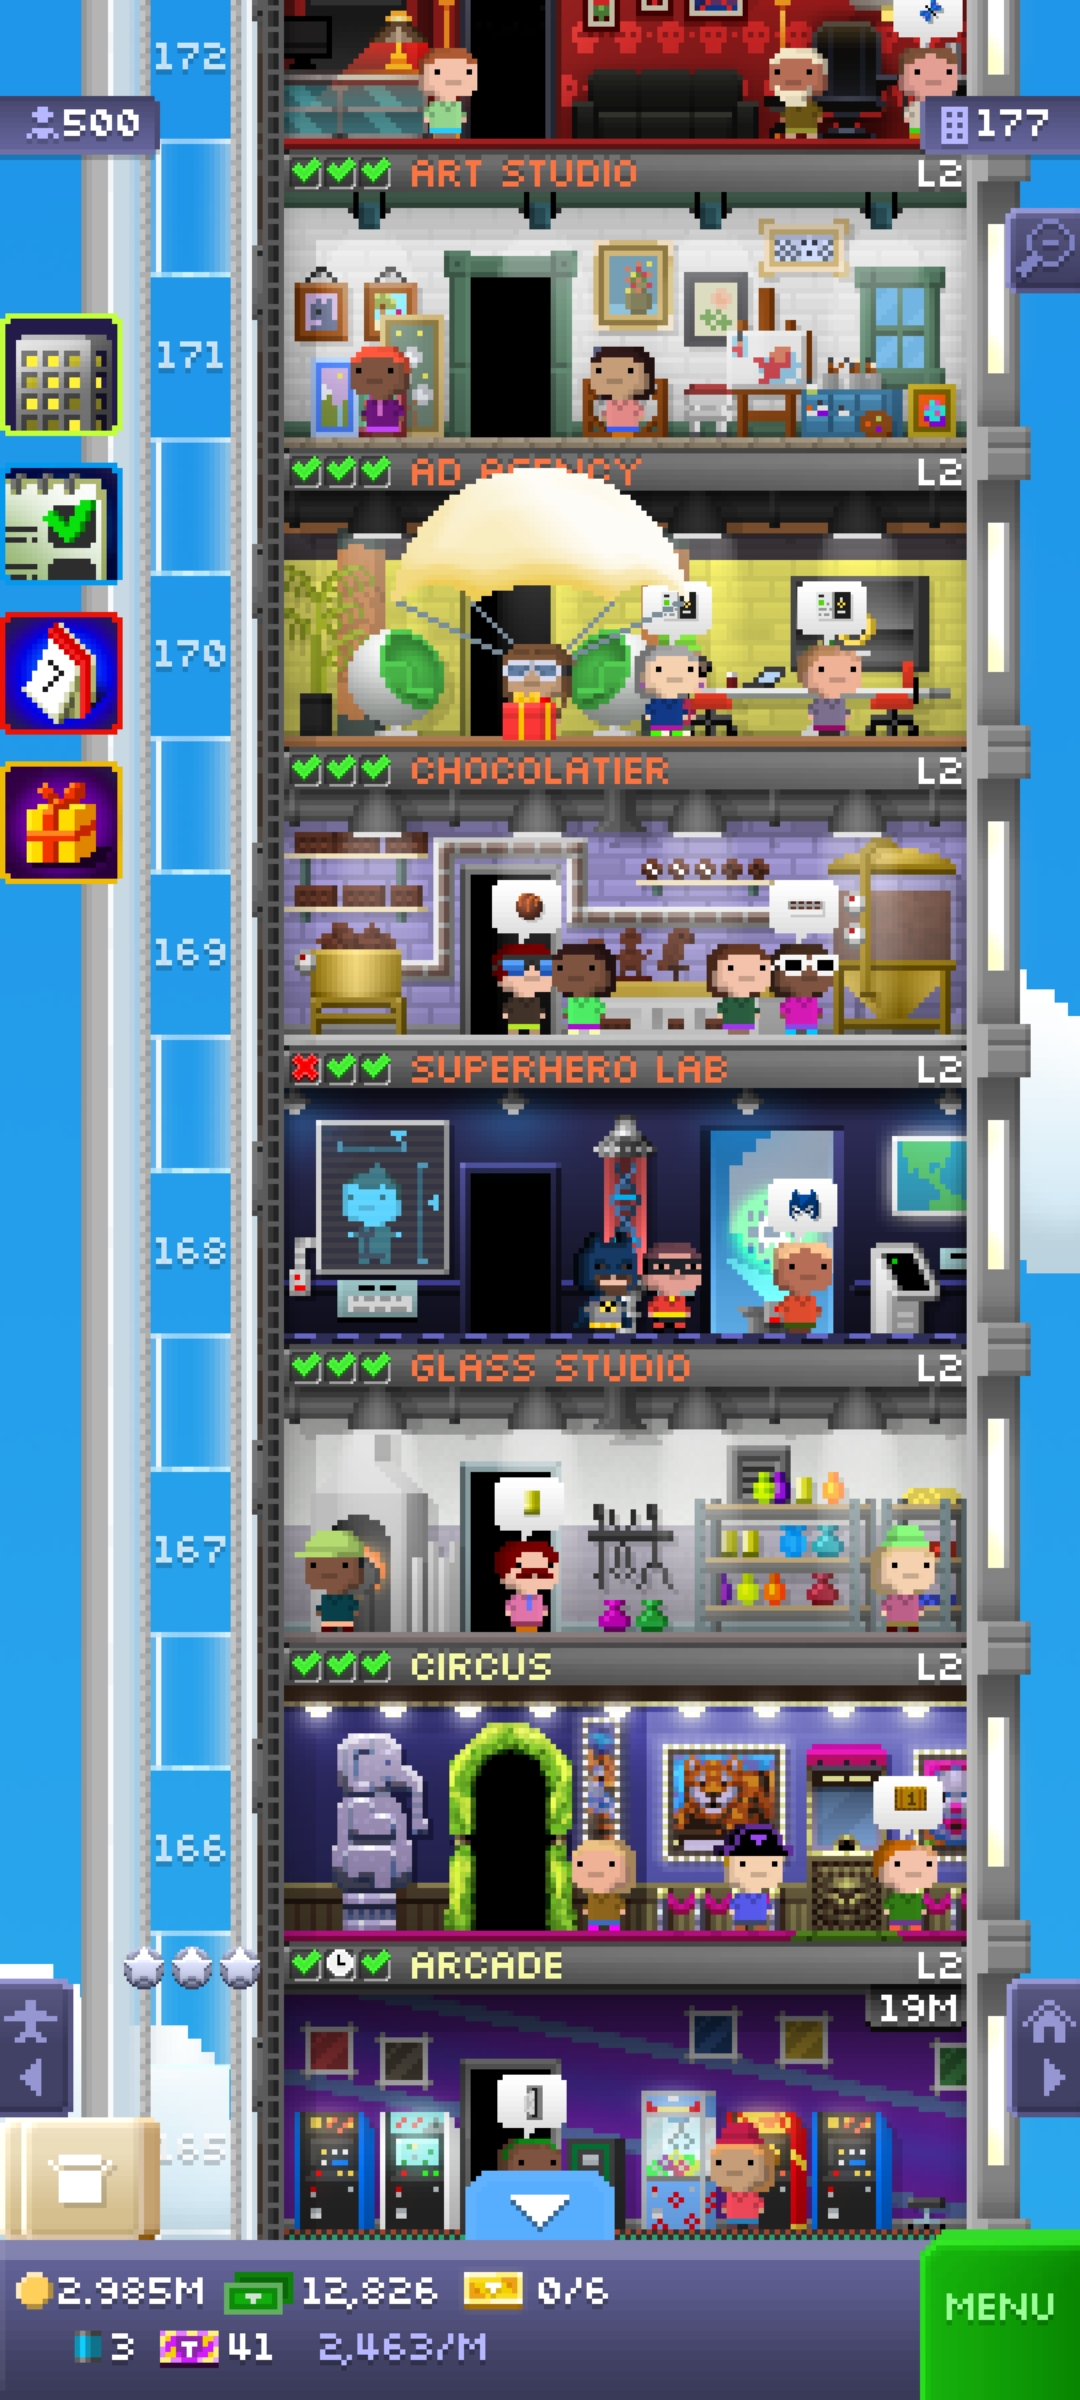 172
500
177
ART STUDIO L2
171
AD AGENCY L2
170
CHOCOLATIER L2
169
SUPERHERO LAB L2
168
GLASS STUDIO L2
167
CIRCUS L2
166
ARCADE L2
19M
165
2.985M 12,826 0/6
MENU
3 41 2,463/M